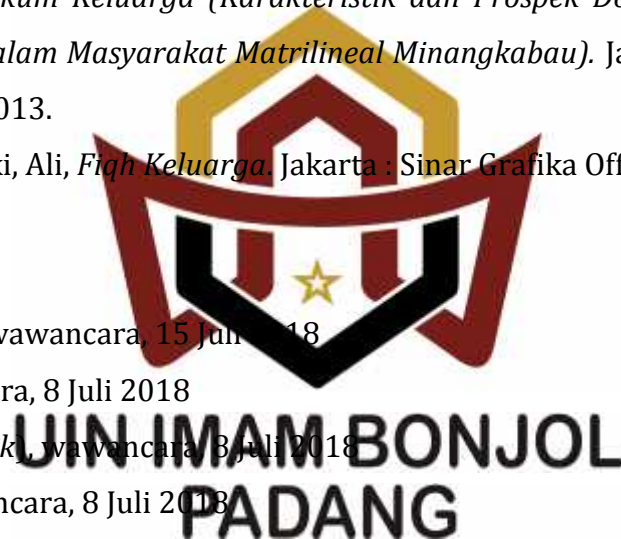 kum Keluarga (Karakteristik dan Prospek Do
alam Masyarakat Matrilineal Minangkabau). Ja
013.
ki, Ali, Fiqh Keluarga. Jakarta : Sinar Grafika Off
wawancara, 15 Juli 2018
ra, 8 Juli 2018
k), wawancara, 8 Juli 2018
ncara, 8 Juli 2018
UIN IMAM BONJOL
PADANG